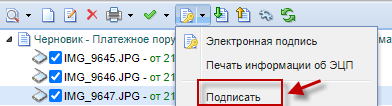 Черновик - Платежное пору
IMG_9645.JPG - от 21
IMG_9646.JPG - от 21
IMG_9647.JPG - от 21
Электронная подпись
Печать информации об ЭЦП
Подписать